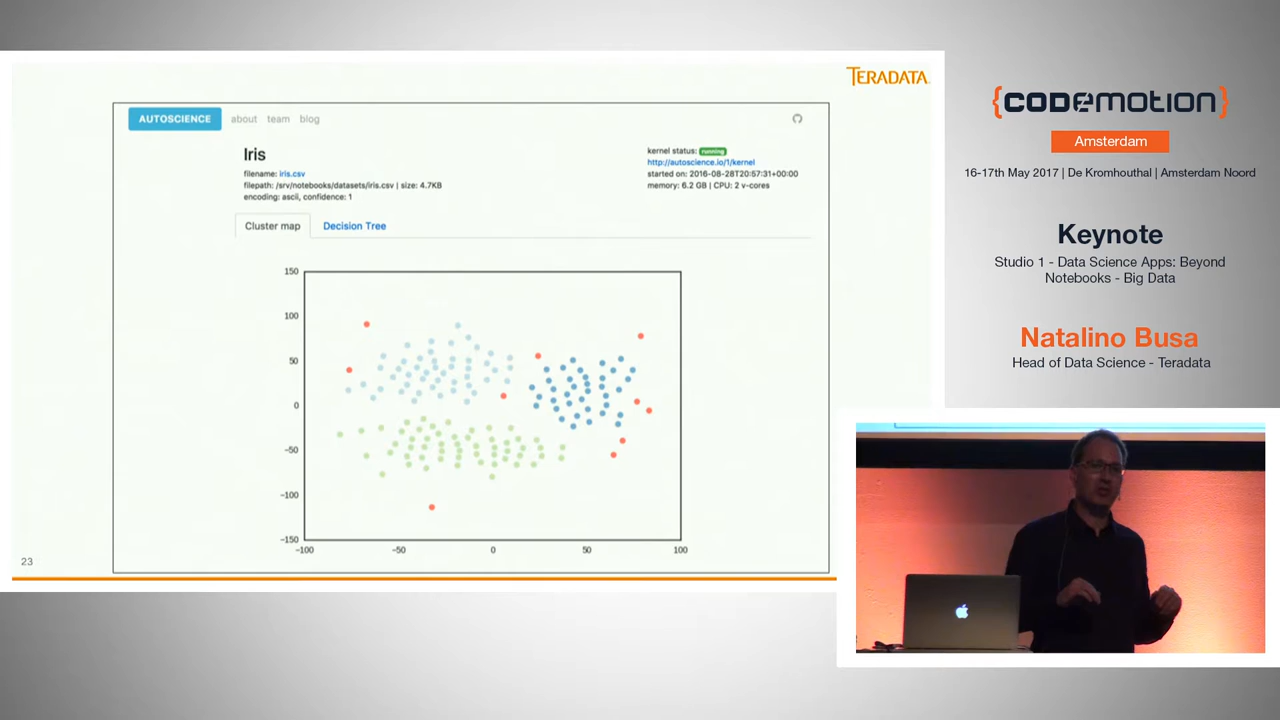 TERADATA.
AUTOSCIENCE about team blog
Iris
filename: iris.csv
filepath: /srv/notebooks/datasets/iris.csv | size: 4.7KB
encoding: ascii, confidence: 1
kernel status: running
http://autoscience.io/1/kernel
started on: 2016-08-28T20:57:31+00:00
memory: 6.2 GB | CPU: 2 v-cores
Cluster map Decision Tree
150
100
50
0
−50
−100
−150
−100 −50 0 50 100
23
{CODEMOTION}
Amsterdam
16-17th May 2017 | De Kromhouthal | Amsterdam Noord
Keynote
Studio 1 - Data Science Apps: Beyond
Notebooks - Big Data
Natalino Busa
Head of Data Science - Teradata